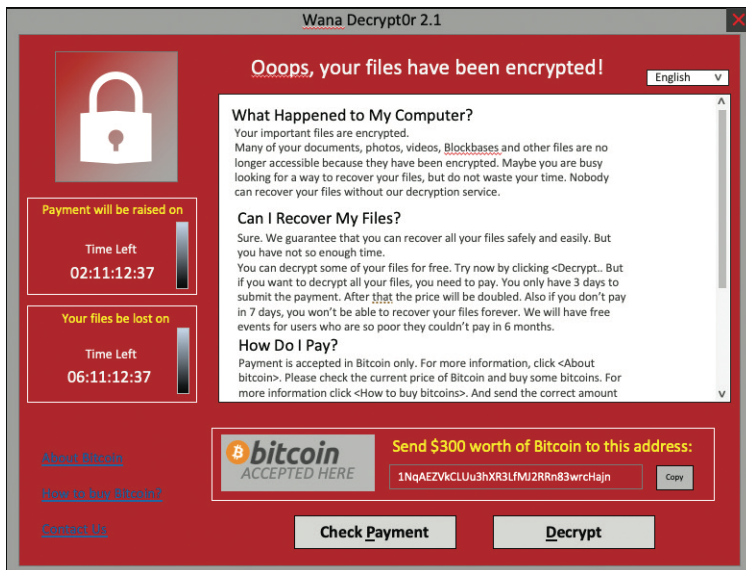 Wana Decrypt0r 2.1
Ooops, your files have been encrypted!
English
What Happened to My Computer?
Your important files are encrypted.
Many of your documents, photos, videos, Blockbases and other files are no
longer accessible because they have been encrypted. Maybe you are busy
looking for a way to recover your files, but do not waste your time. Nobody
can recover your files without our decryption service.
Can I Recover My Files?
Sure. We guarantee that you can recover all your files safely and easily. But
you have not so enough time.
You can decrypt some of your files for free. Try now by clicking <Decrypt.. But
if you want to decrypt all your files, you need to pay. You only have 3 days to
submit the payment. After that the price will be doubled. Also if you don't pay
in 7 days, you won't be able to recover your files forever. We will have free
events for users who are so poor they couldn't pay in 6 months.
How Do I Pay?
Payment is accepted in Bitcoin only. For more information, click <About
bitcoin>. Please check the current price of Bitcoin and buy some bitcoins. For
more information click <How to buy bitcoins>. And send the correct amount
Payment will be raised on
Time Left
02:11:12:37
Your files be lost on
Time Left
06:11:12:37
About Bitcoin
How to buy Bitcoin?
Contact Us
bitcoin
ACCEPTED HERE
Send $300 worth of Bitcoin to this address:
1NqAEZVkCLUu3hXR3LfMJ2RRn83wrcHajn
Copy
Check Payment
Decrypt